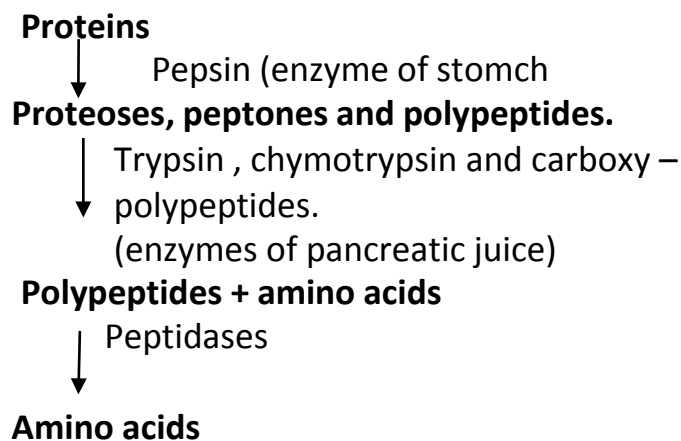 Proteins
Pepsin (enzyme of stomch
Proteoses, peptones and polypeptides.
Trypsin , chymotrypsin and carboxy –
polypeptides.
(enzymes of pancreatic juice)
Polypeptides + amino acids
Peptidases
Amino acids